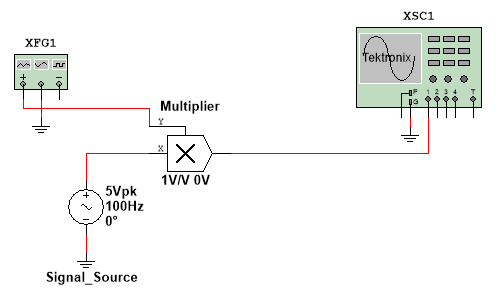 XSC1
XFG1
Tektronix
P
G
1 2 3 4 T
Multiplier
Y
X
1V/V 0V
5Vpk
100Hz
0°
Signal_Source